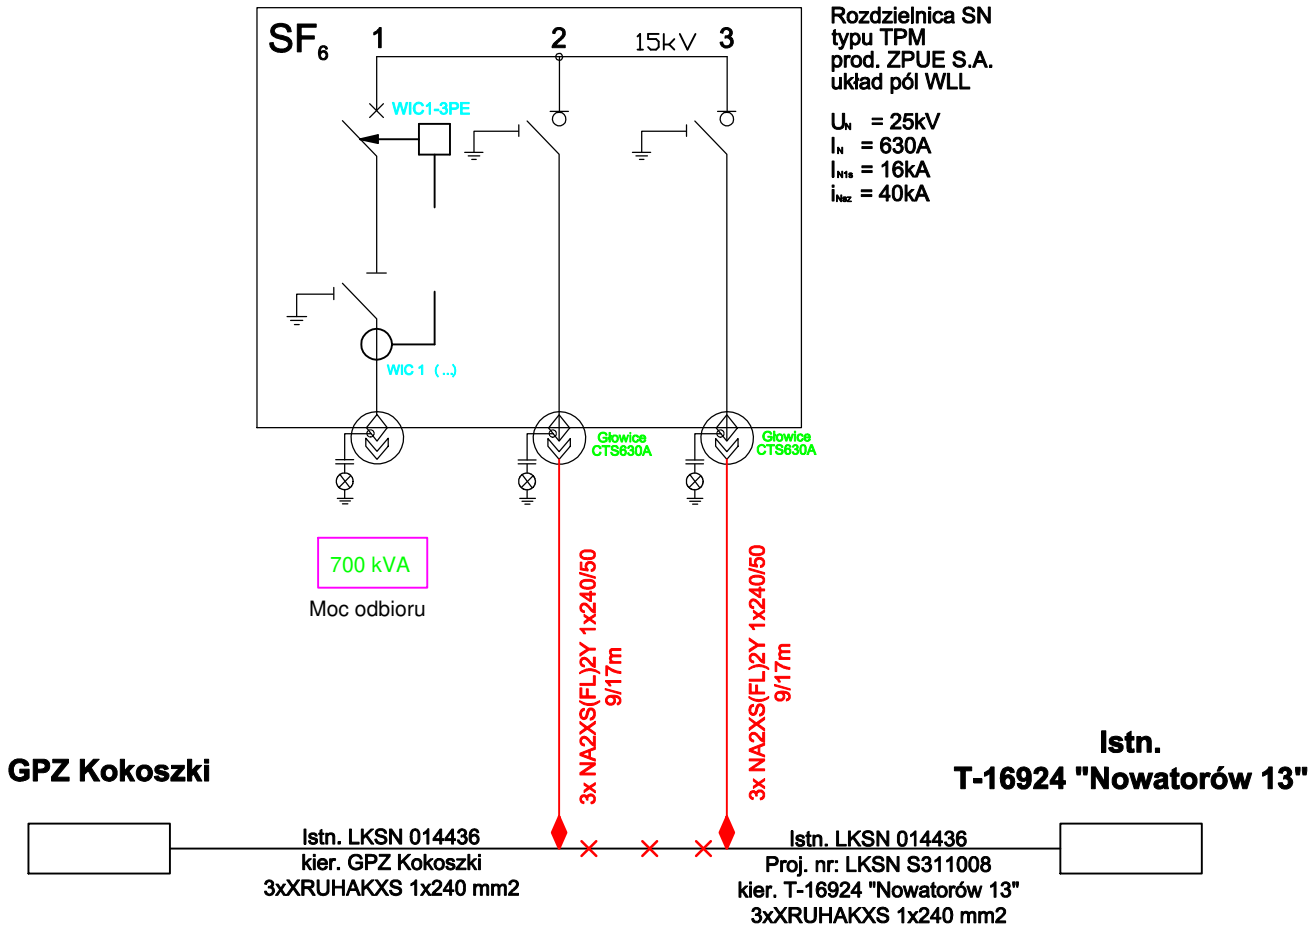 SF6
1
2
15kV
3
WIC1-3PE
WIC 1 (...)
Rozdzielnica SN
typu TPM
prod. ZPUE S.A.
układ pól WLL
UN = 25kV
IN = 630A
IN1s = 16kA
iNsz = 40kA
Głowice
CTS630A
Głowice
CTS630A
700 kVA
Moc odbioru
3x NA2XS(FL)2Y 1x240/50
9/17m
3x NA2XS(FL)2Y 1x240/50
9/17m
GPZ Kokoszki
Istn.
T-16924 "Nowatorów 13"
Istn. LKSN 014436
kier. GPZ Kokoszki
3xXRUHAKXS 1x240 mm2
Istn. LKSN 014436
Proj. nr: LKSN S311008
kier. T-16924 "Nowatorów 13"
3xXRUHAKXS 1x240 mm2